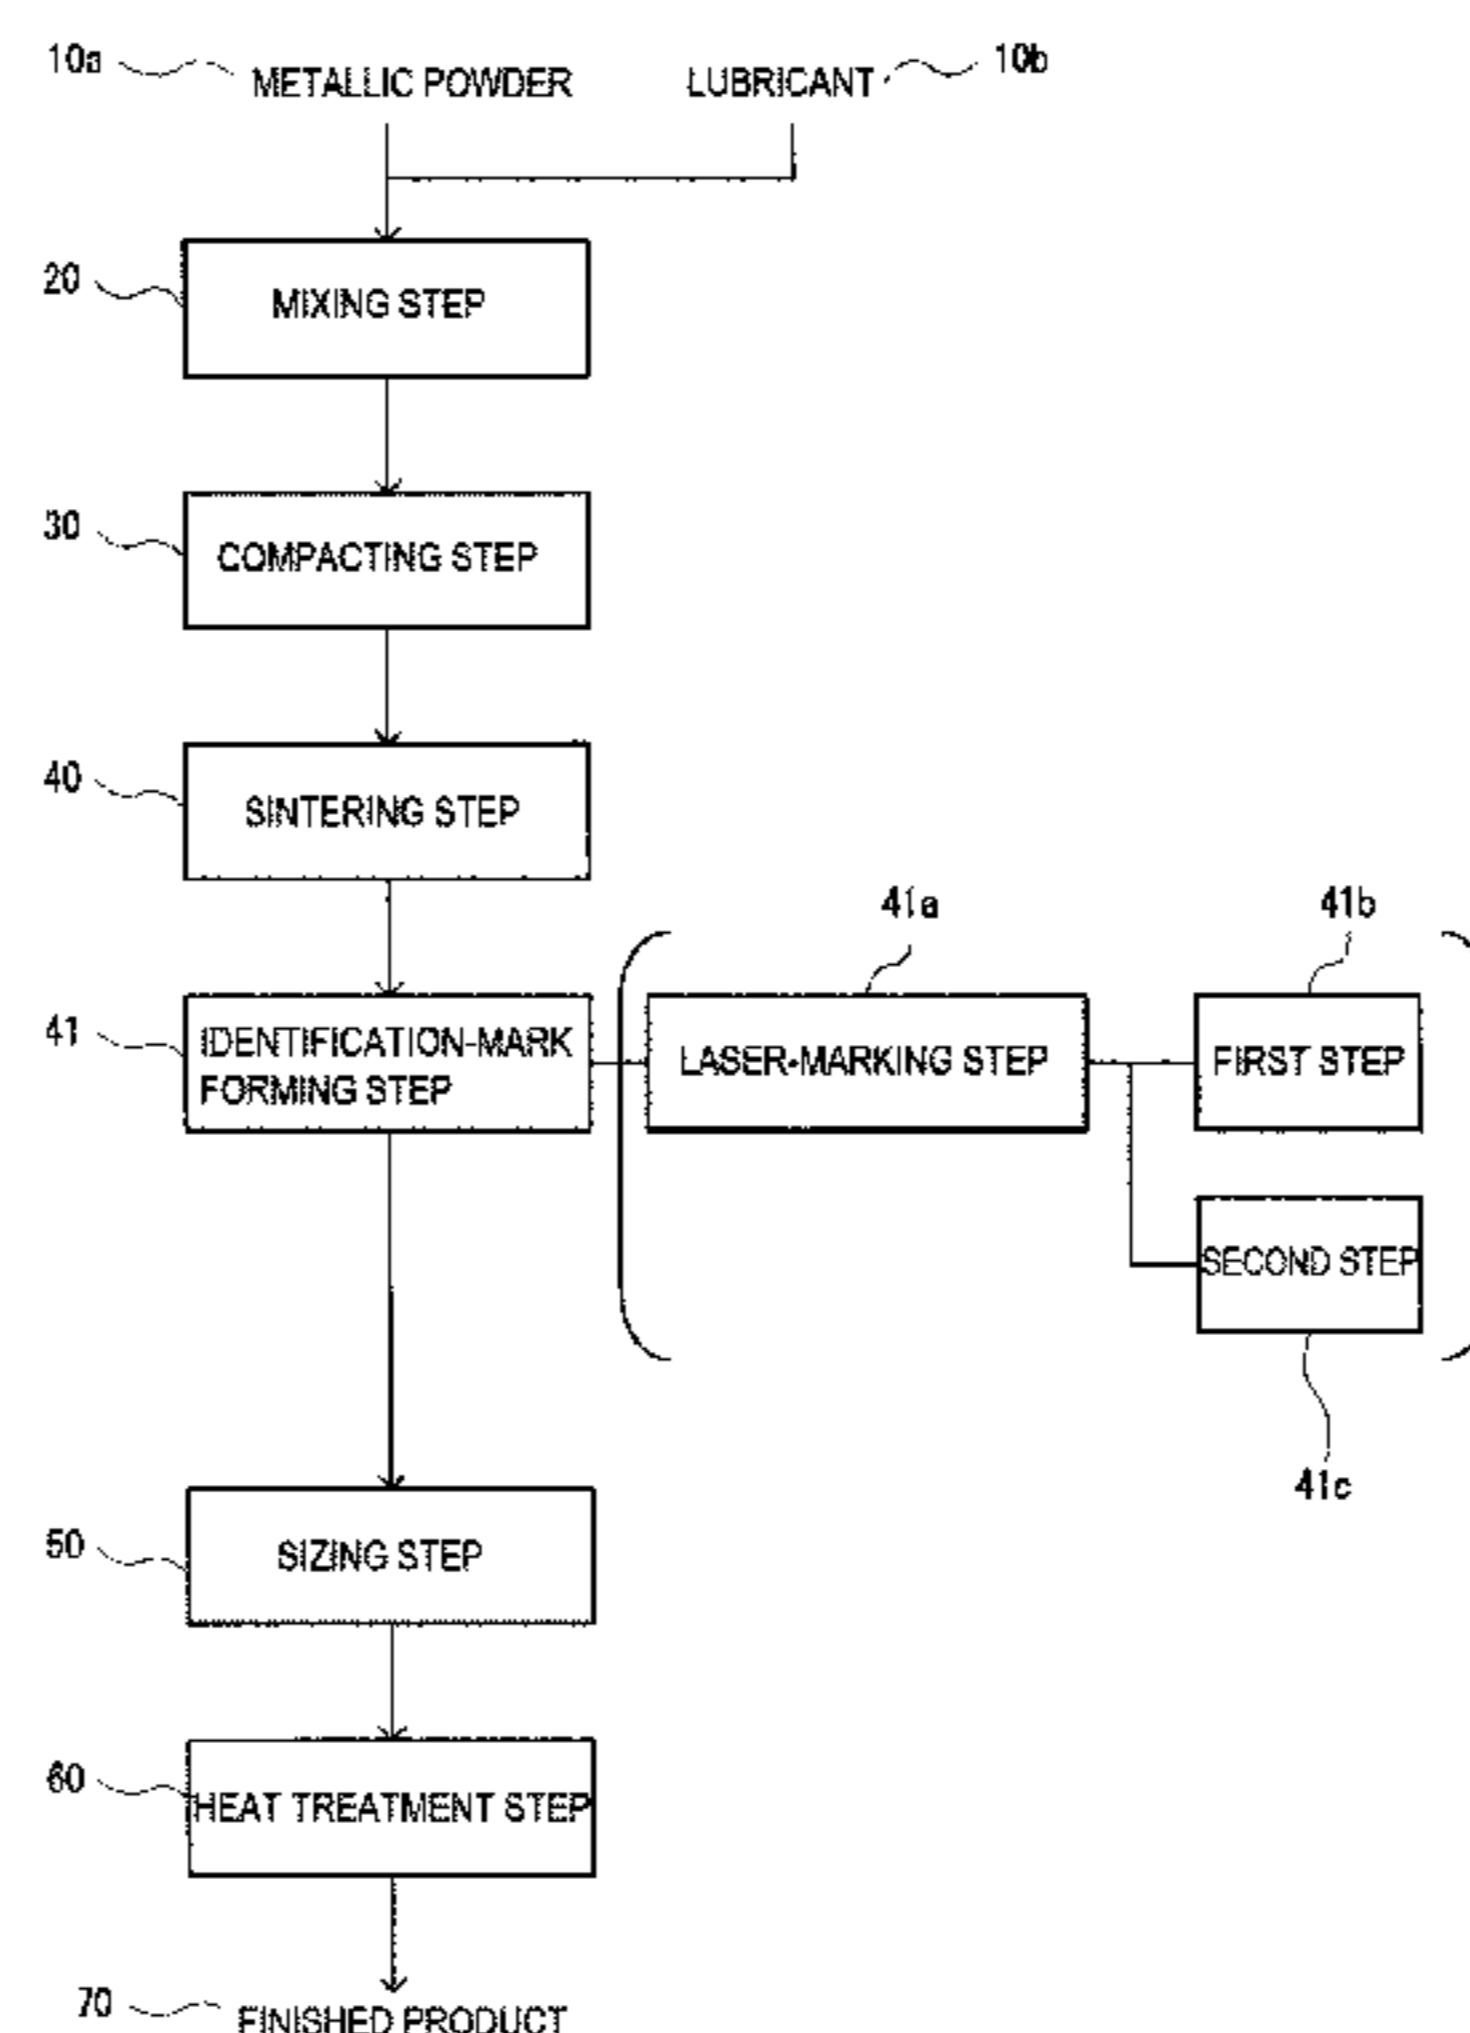 10a METALLIC POWDER LUBRICANT 10b
20 MIXING STEP
30 COMPACTING STEP
40 SINTERING STEP
41a 41b
41 IDENTIFICATION-MARK
FORMING STEP
LASER-MARKING STEP
FIRST STEP
SECOND STEP
41c
50 SIZING STEP
60 HEAT TREATMENT STEP
70 FINISHED PRODUCT